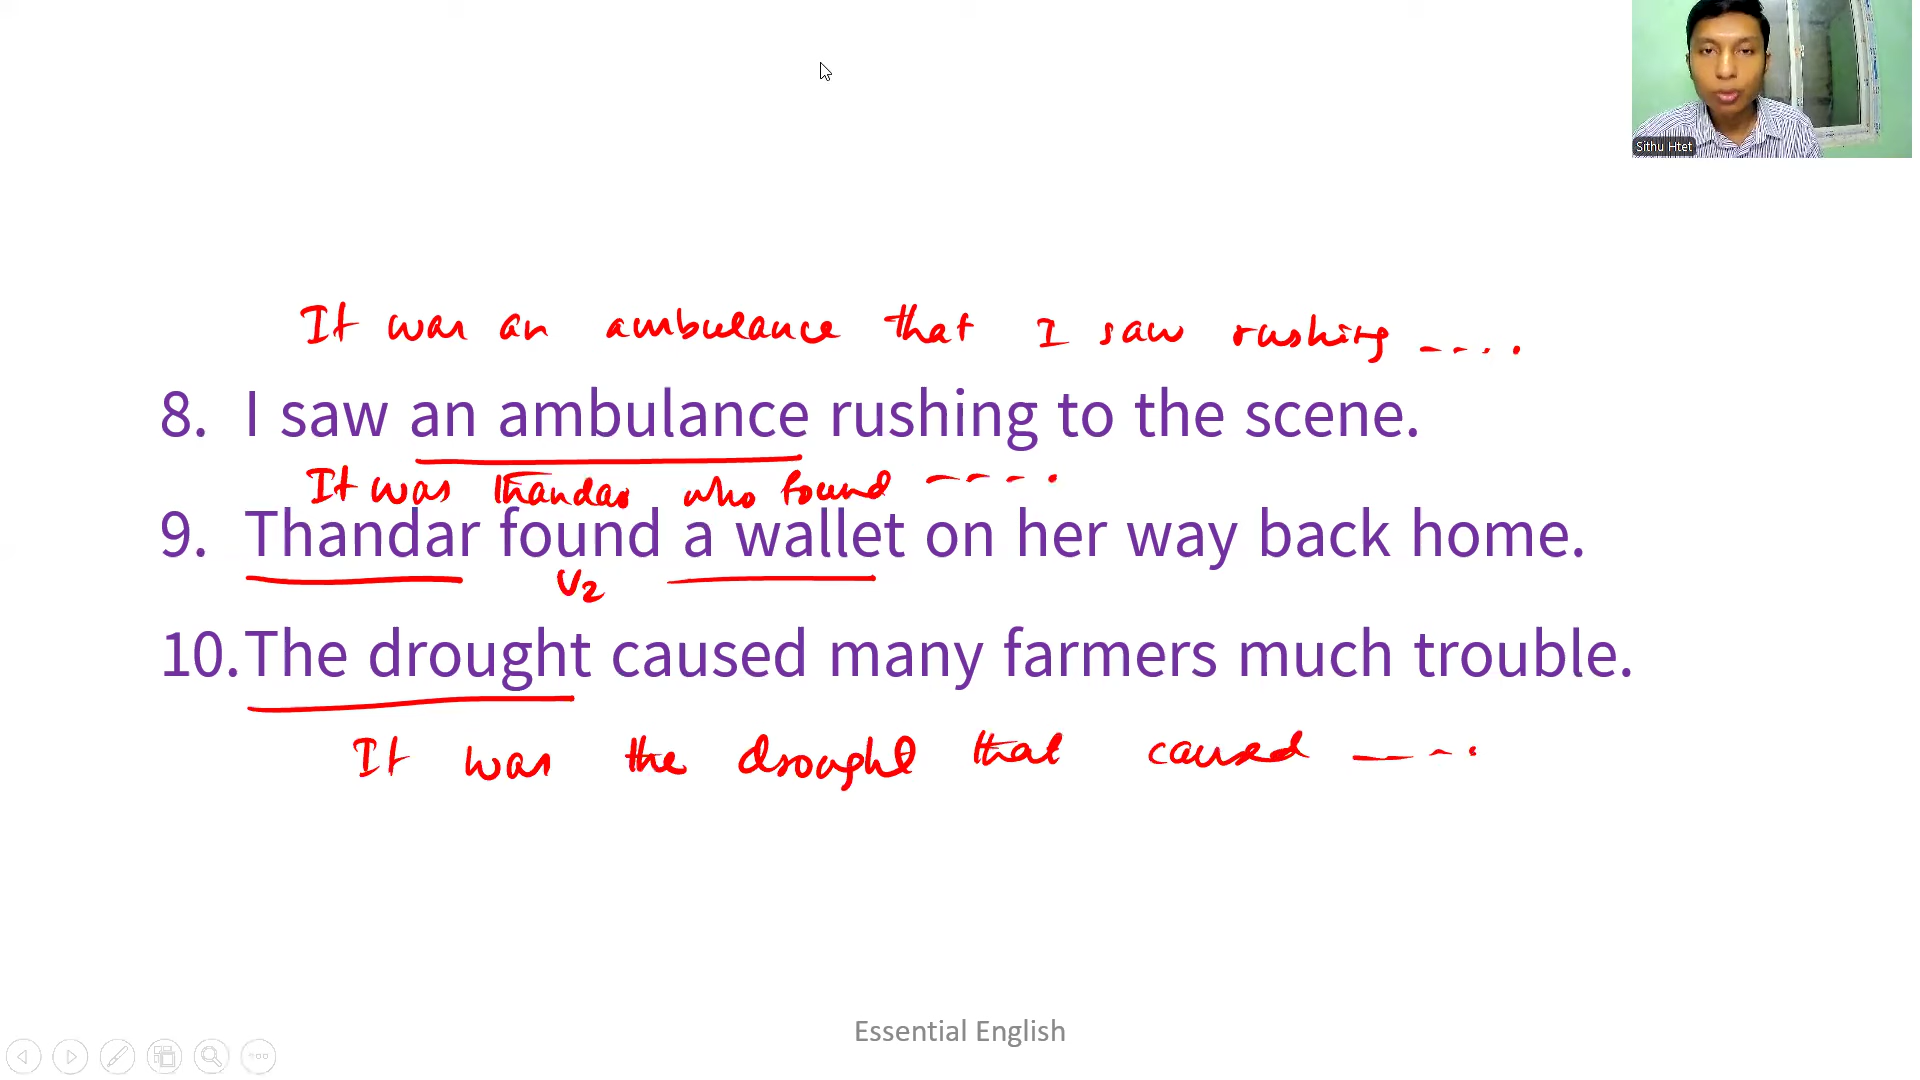 Sithu Htet
It was an ambulance that I saw rushing ----
8. I saw an ambulance rushing to the scene.
It was Thandar who found ----
9. Thandar found a wallet on her way back home.
V2
10. The drought caused many farmers much trouble.
It was the drought that caused ----
Essential English